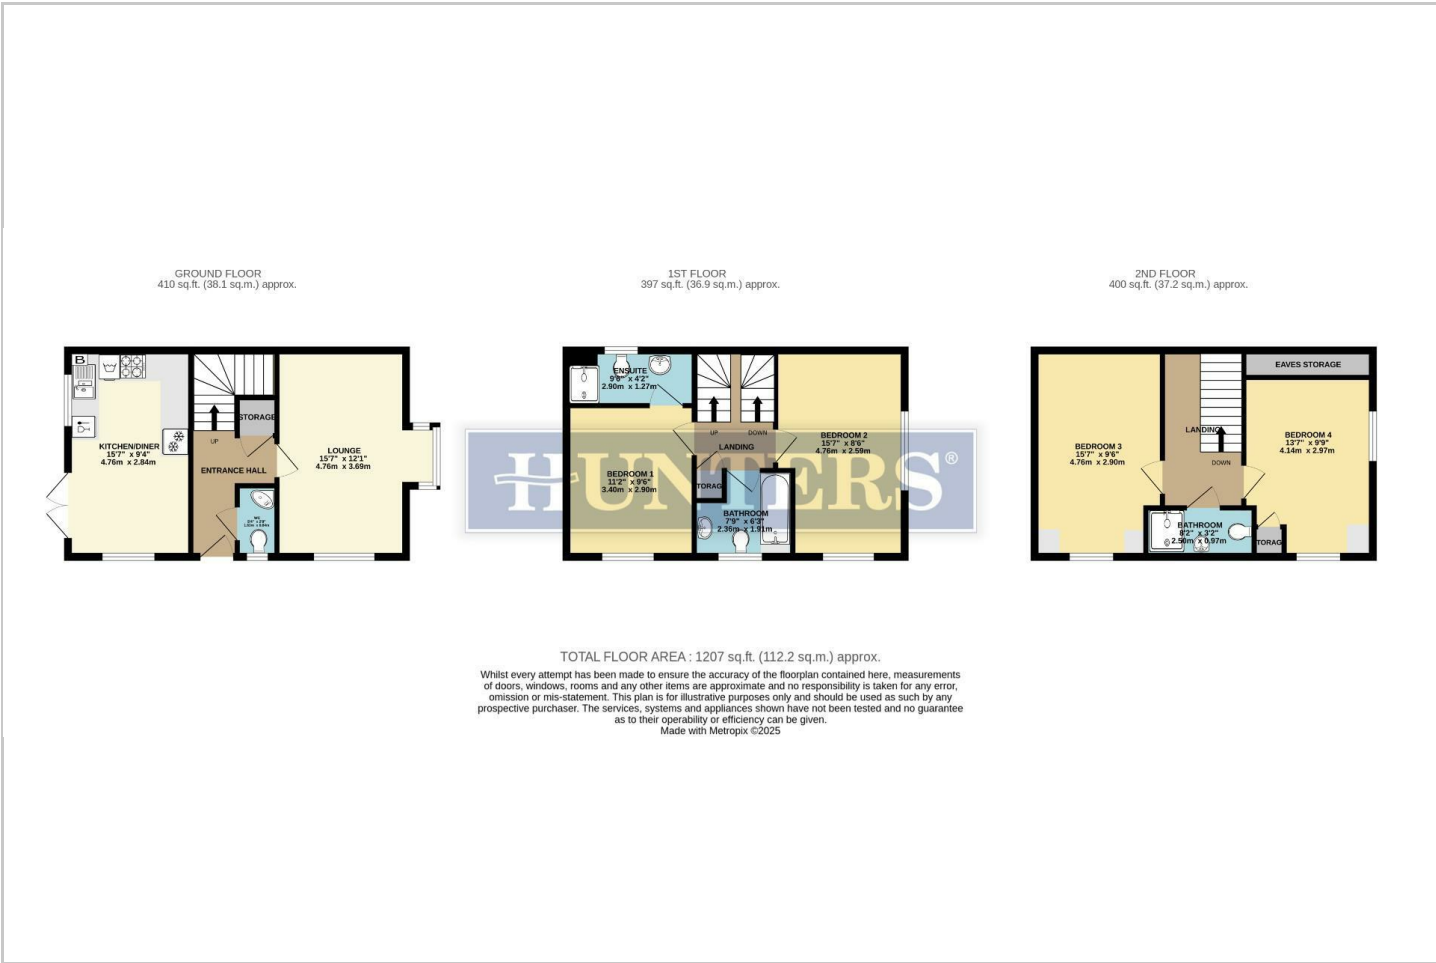 GROUND FLOOR
410 sq.ft. (38.1 sq.m.) approx.
1ST FLOOR
397 sq.ft. (36.9 sq.m.) approx.
2ND FLOOR
400 sq.ft. (37.2 sq.m.) approx.
B
KITCHEN/DINER
15'7" x 9'4"
4.76m x 2.84m
UP
STORAGE
ENTRANCE HALL
WC
LOUNGE
15'7" x 12'1"
4.76m x 3.69m
ENSUITE
9'6" x 4'2"
2.90m x 1.27m
BEDROOM 1
11'2" x 9'6"
3.40m x 2.90m
UP
DOWN
LANDING
TORAG
BATHROOM
7'9" x 6'3"
2.36m x 1.91m
BEDROOM 2
15'7" x 8'6"
4.76m x 2.59m
HUNTERS®
BEDROOM 3
15'7" x 9'6"
4.76m x 2.90m
LANDING
DOWN
BATHROOM
8'2" x 3'2"
2.50m x 0.97m
TORAG
EAVES STORAGE
BEDROOM 4
13'7" x 9'9"
4.14m x 2.97m
TOTAL FLOOR AREA : 1207 sq.ft. (112.2 sq.m.) approx.
Whilst every attempt has been made to ensure the accuracy of the floorplan contained here, measurements
of doors, windows, rooms and any other items are approximate and no responsibility is taken for any error,
omission or mis-statement. This plan is for illustrative purposes only and should be used as such by any
prospective purchaser. The services, systems and appliances shown have not been tested and no guarantee
as to their operability or efficiency can be given.
Made with Metropix ©2025